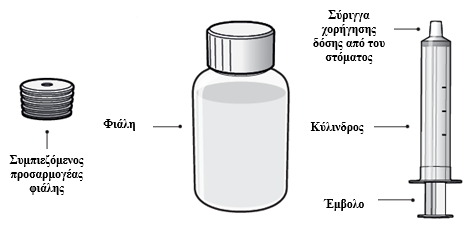 Συμπιεζόμενος
προσαρμογέας
φιάλης
Φιάλη
Σύριγγα
χορήγησης
δόσης από του
στόματος
Κύλινδρος
Έμβολο